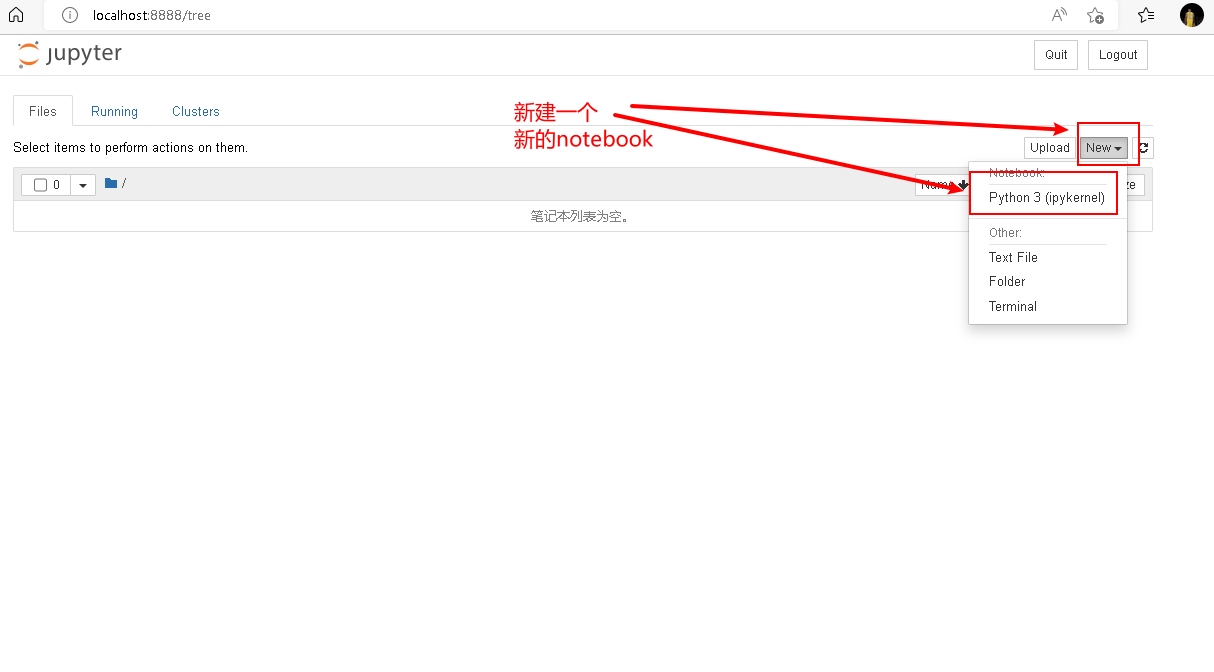 localhost:8888/tree
jupyter
Quit
Logout
Files
Running
Clusters
新建一个
新的notebook
Select items to perform actions on them.
Upload
New
0
/
Name
Notebook:
Python 3 (ipykernel)
笔记本列表为空。
Other:
Text File
Folder
Terminal